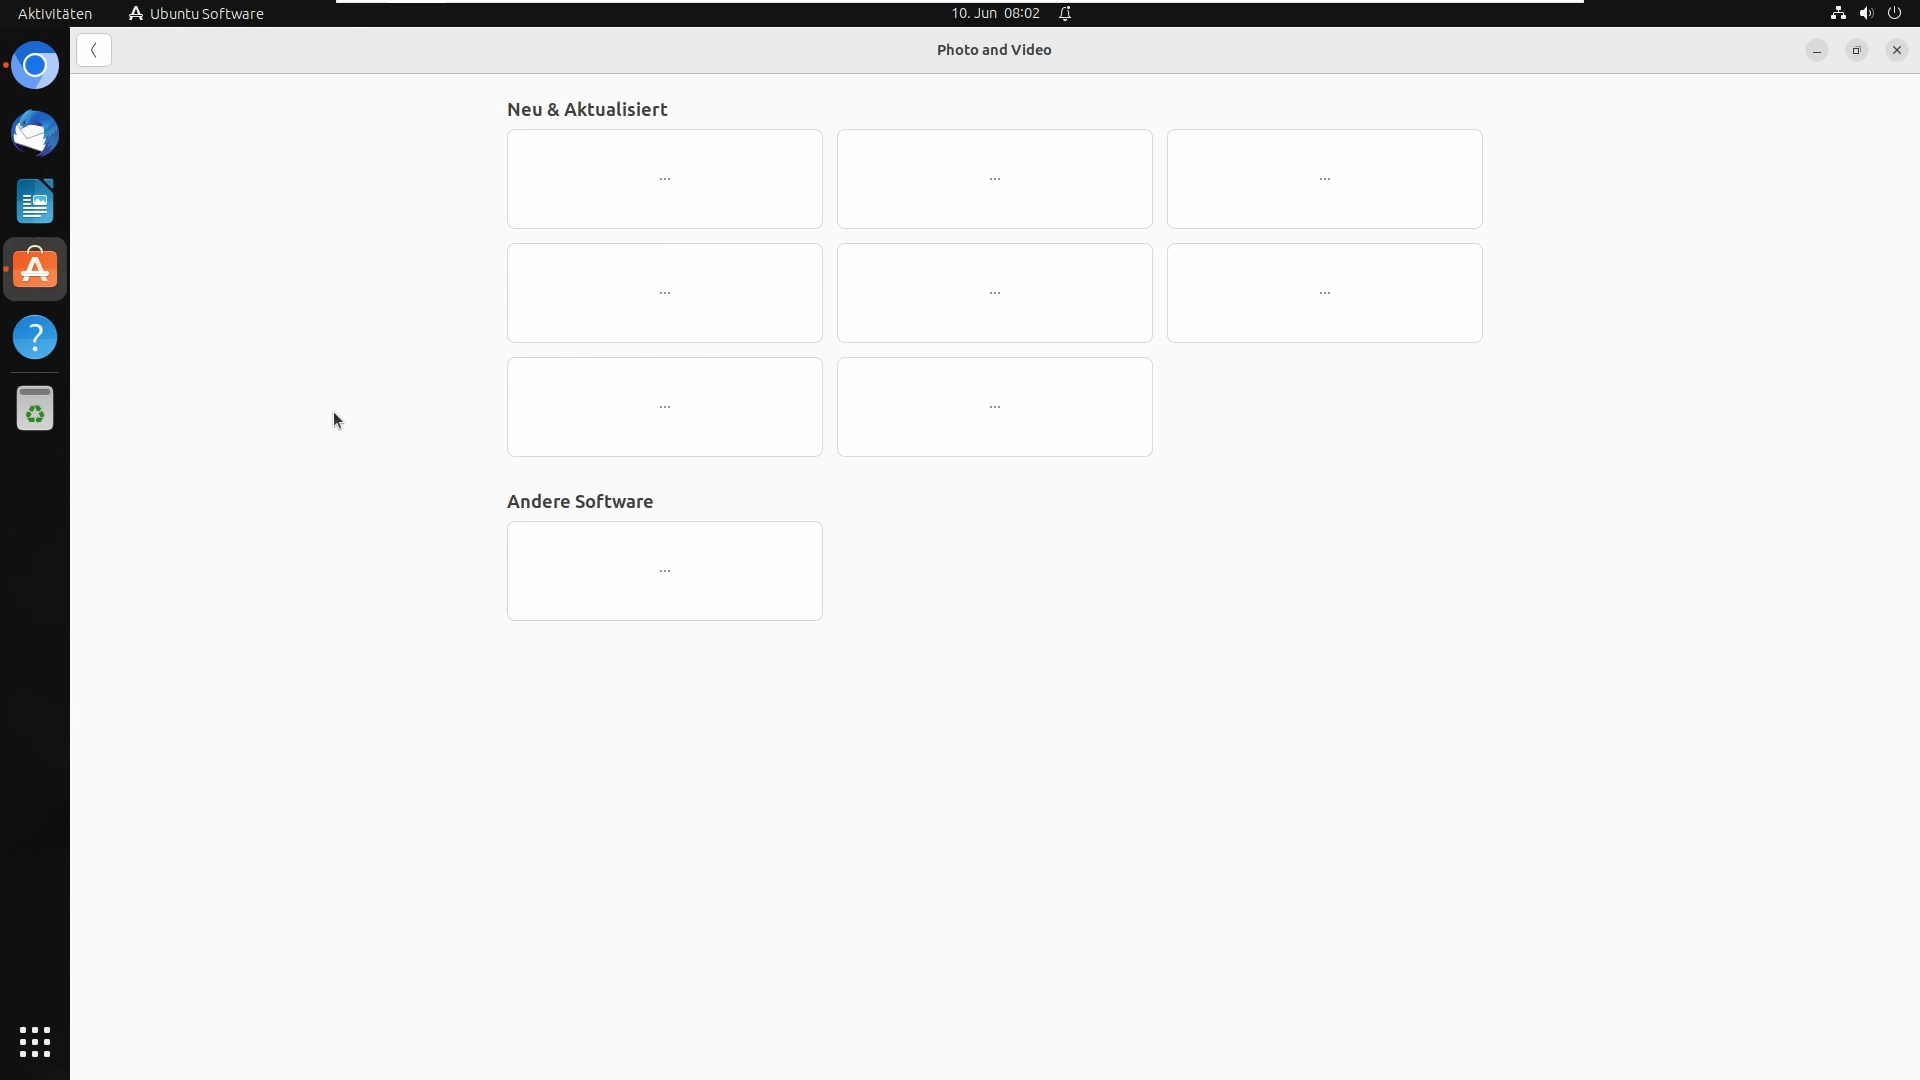 Aktivitäten Ubuntu Software 10. Jun 08:02
Photo and Video
Neu & Aktualisiert
... ... ...
... ... ...
... ...
Andere Software
...